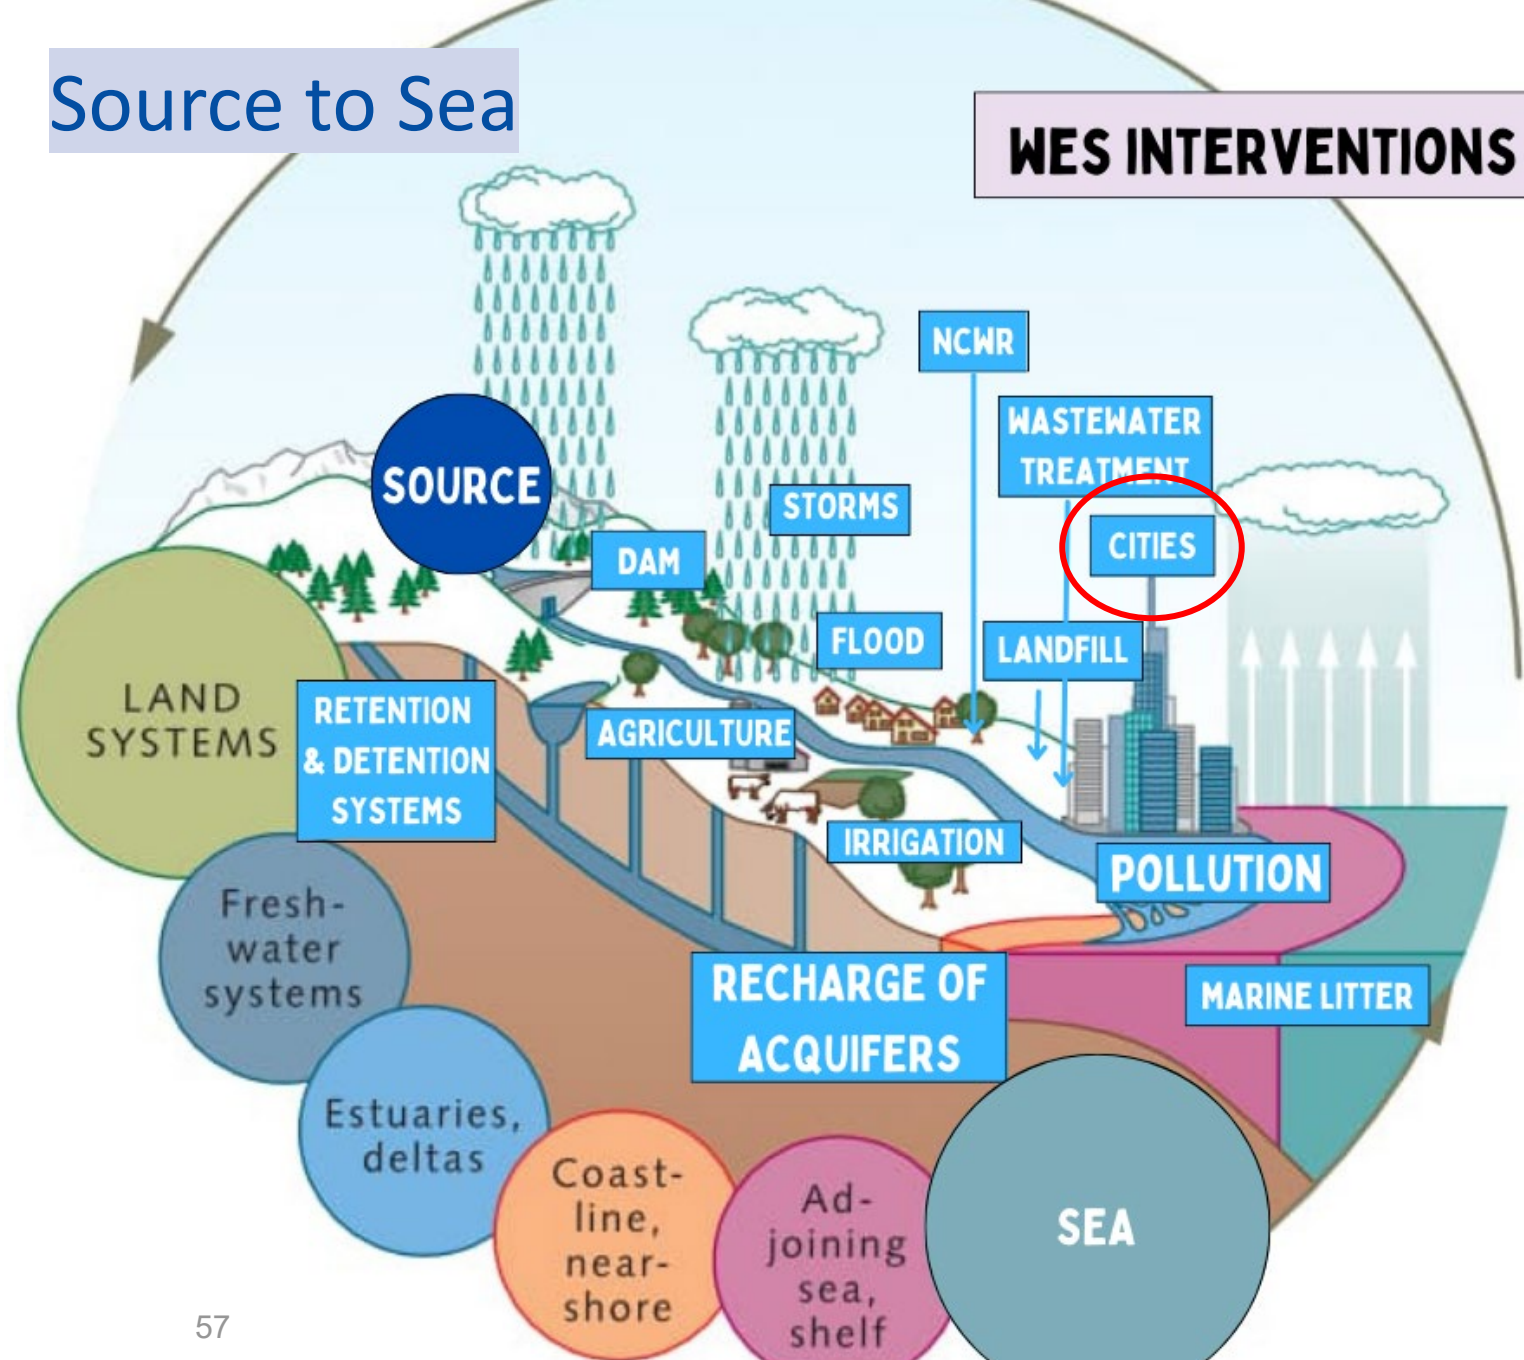 Source to Sea
WES INTERVENTIONS
NCWR
WASTEWATER
TREATMENT
SOURCE
STORMS
CITIES
DAM
FLOOD
LANDFILL
LAND
SYSTEMS
RETENTION
& DETENTION
SYSTEMS
AGRICULTURE
IRRIGATION
POLLUTION
Fresh-
water
systems
RECHARGE OF
ACQUIFERS
MARINE LITTER
Estuaries,
deltas
Coast-
line,
near-
shore
Ad-
joining
sea,
shelf
SEA
57